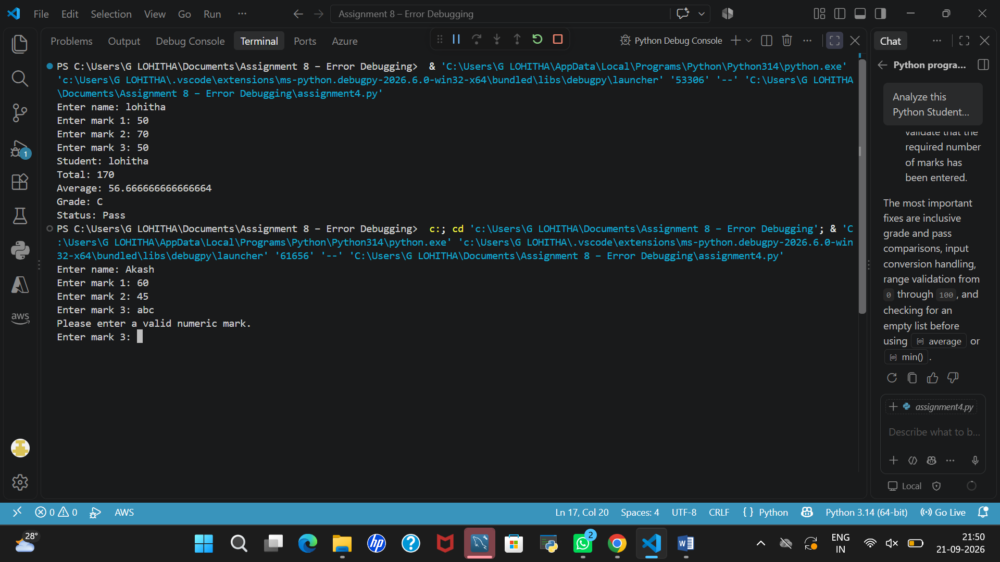 File Edit Selection View Go Run ··· Assignment 8 – Error Debugging
Problems Output Debug Console Terminal Ports Azure Python Debug Console
PS C:\Users\G LOHITHA\Documents\Assignment 8 – Error Debugging>  & 'C:\Users\G LOHITHA\AppData\Local\Programs\Python\Python314\python.exe'
'c:\Users\G LOHITHA\.vscode\extensions\ms-python.debugpy-2026.6.0-win32-x64\bundled\libs\debugpy\launcher' '53306' '--' 'C:\Users\G LOHITHA
\Documents\Assignment 8 – Error Debugging\assignment4.py'
Enter name: lohitha
Enter mark 1: 50
Enter mark 2: 70
Enter mark 3: 50
Student: lohitha
Total: 170
Average: 56.666666666666664
Grade: C
Status: Pass
PS C:\Users\G LOHITHA\Documents\Assignment 8 – Error Debugging>  c:; cd 'c:\Users\G LOHITHA\Documents\Assignment 8 – Error Debugging'; & 'C
:\Users\G LOHITHA\AppData\Local\Programs\Python\Python314\python.exe' 'c:\Users\G LOHITHA\.vscode\extensions\ms-python.debugpy-2026.6.0-win
32-x64\bundled\libs\debugpy\launcher' '61656' '--' 'C:\Users\G LOHITHA\Documents\Assignment 8 – Error Debugging\assignment4.py'
Enter name: Akash
Enter mark 1: 60
Enter mark 2: 45
Enter mark 3: abc
Please enter a valid numeric mark.
Enter mark 3:
1
aws
Chat
Python progra...
Analyze this
Python Student...
validate that the
required number
of marks has
been entered.
The most important
fixes are inclusive
grade and pass
comparisons, input
conversion handling,
range validation from
0 through 100, and
checking for an
empty list before
using average or
min() .
assignment4.py
Describe what to b...
Local
0 0 AWS Ln 17, Col 20 Spaces: 4 UTF-8 CRLF { } Python Python 3.14 (64-bit) Go Live
28°
hp
?
2
W
ENG
IN
21:50
21-09-2026